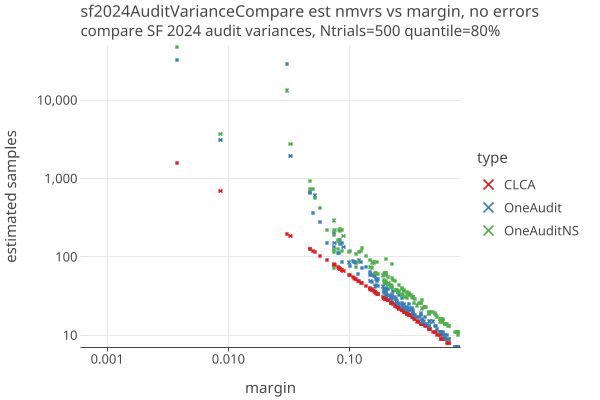 sf2024AuditVarianceCompare est nmvrs vs margin, no errors
compare SF 2024 audit variances, Ntrials=500 quantile=80%
10,000
1,000
100
10
estimated samples
0.001
0.010
0.10
margin
type
CLCA
OneAudit
OneAuditNS